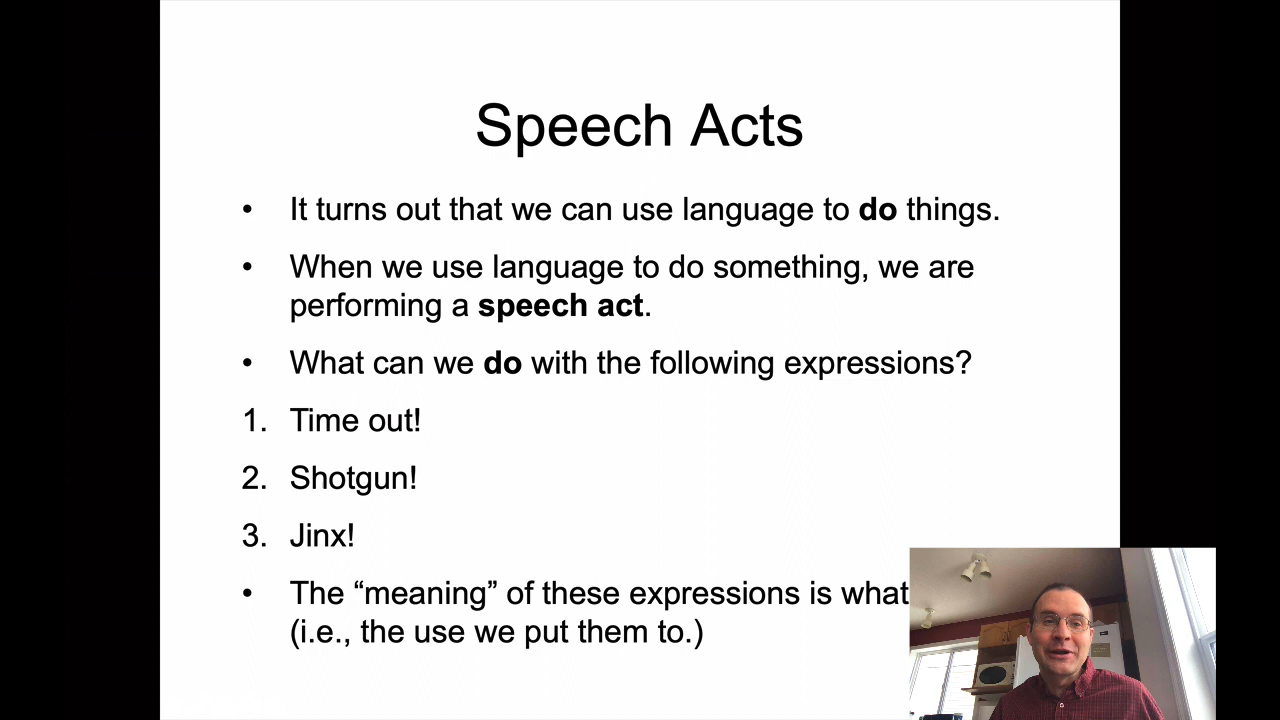 Speech Acts
• It turns out that we can use language to do things.
• When we use language to do something, we are
performing a speech act.
• What can we do with the following expressions?
1. Time out!
2. Shotgun!
3. Jinx!
• The “meaning” of these expressions is what
(i.e., the use we put them to.)